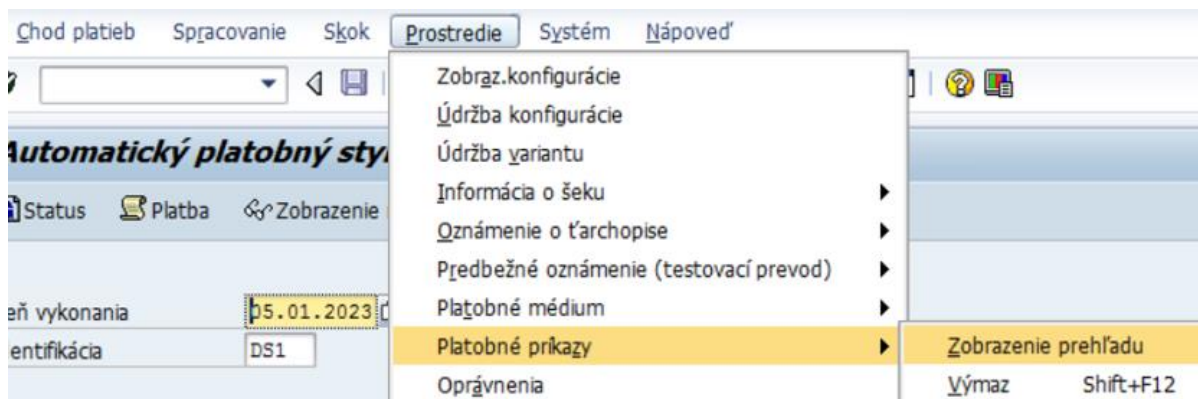 Chod platieb Spracovanie Skok Prostredie Systém Nápoveď
Zobraz.konfigurácie
Údržba konfigurácie
Automatický platobný
Údržba variantu
Status Platba Zobrazenie
Informácia o šeku
Oznámenie o ťarchopise
Predbežné oznámenie (testovací prevod)
eň vykonania 05.01.2023
Platobné médium
entifikácia DS1
Platobné príkazy
Zobrazenie prehľadu
Oprávnenia
Výmaz Shift+F12